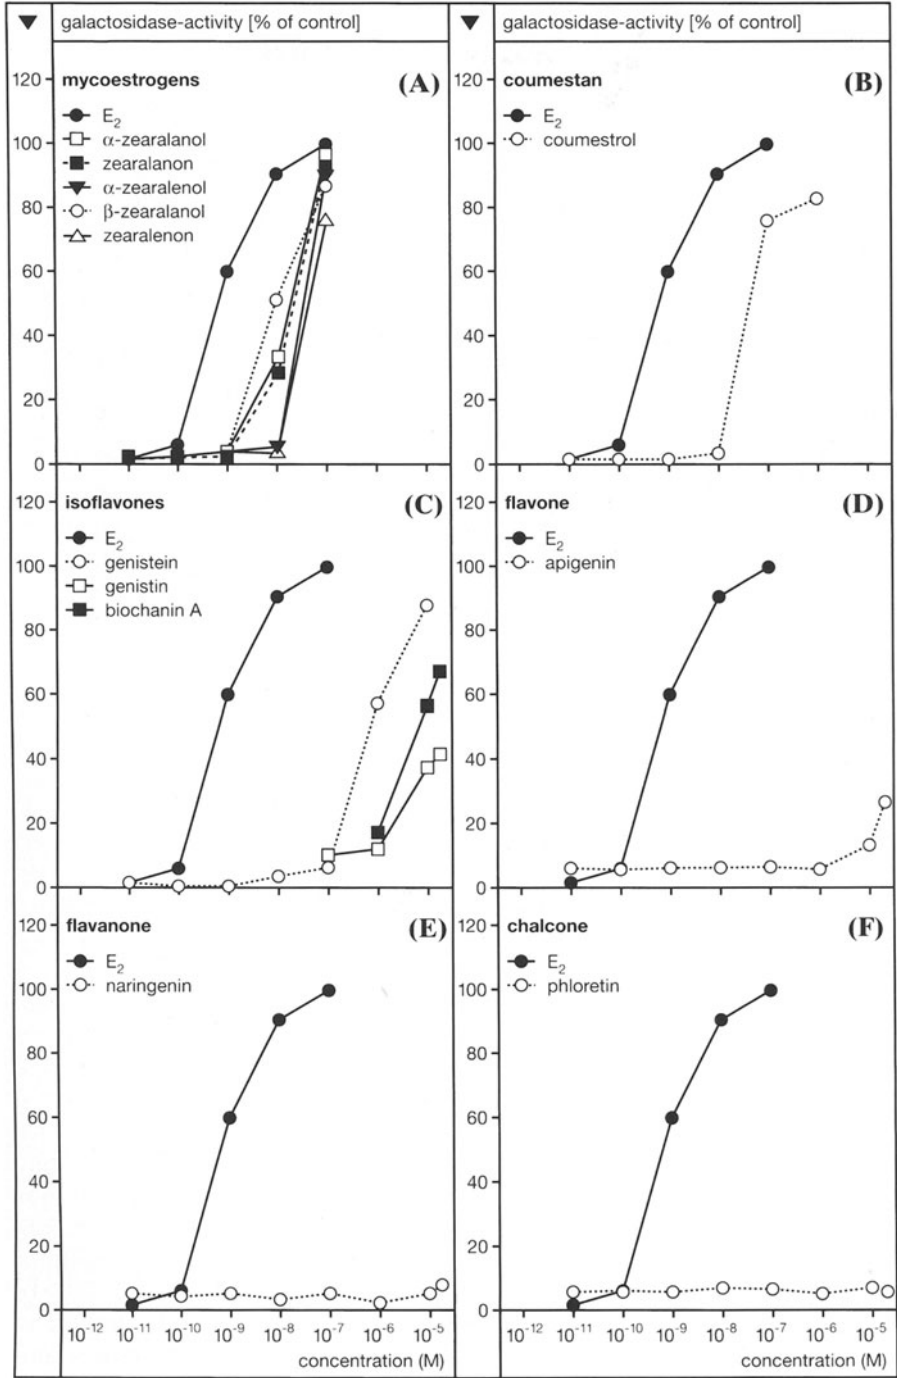 ▼ galactosidase-activity [% of control]
▼ galactosidase-activity [% of control]
mycoestrogens (A)
E2
α-zearalanol
zearalanon
α-zearalenol
β-zearalanol
zearalenon
120
100
80
60
40
20
0
coumestan (B)
E2
coumestrol
120
100
80
60
40
20
0
isoflavones (C)
E2
genistein
genistin
biochanin A
120
100
80
60
40
20
0
flavone (D)
E2
apigenin
120
100
80
60
40
20
0
flavanone (E)
E2
naringenin
120
100
80
60
40
20
0
10-12 10-11 10-10 10-9 10-8 10-7 10-6 10-5
concentration (M)
chalcone (F)
E2
phloretin
120
100
80
60
40
20
0
10-12 10-11 10-10 10-9 10-8 10-7 10-6 10-5
concentration (M)